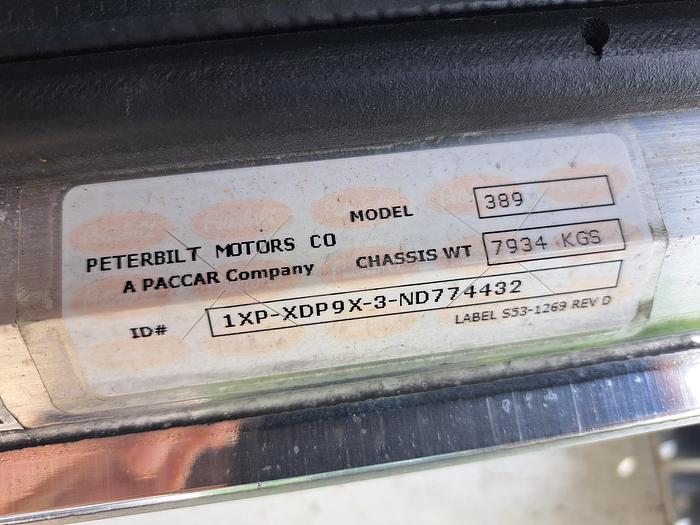 MODEL 389
PETERBILT MOTORS CO
CHASSIS WT 7934 KGS
A PACCAR Company
ID# 1XP-XDP9X-3-ND774432
LABEL S53-1269 REV D